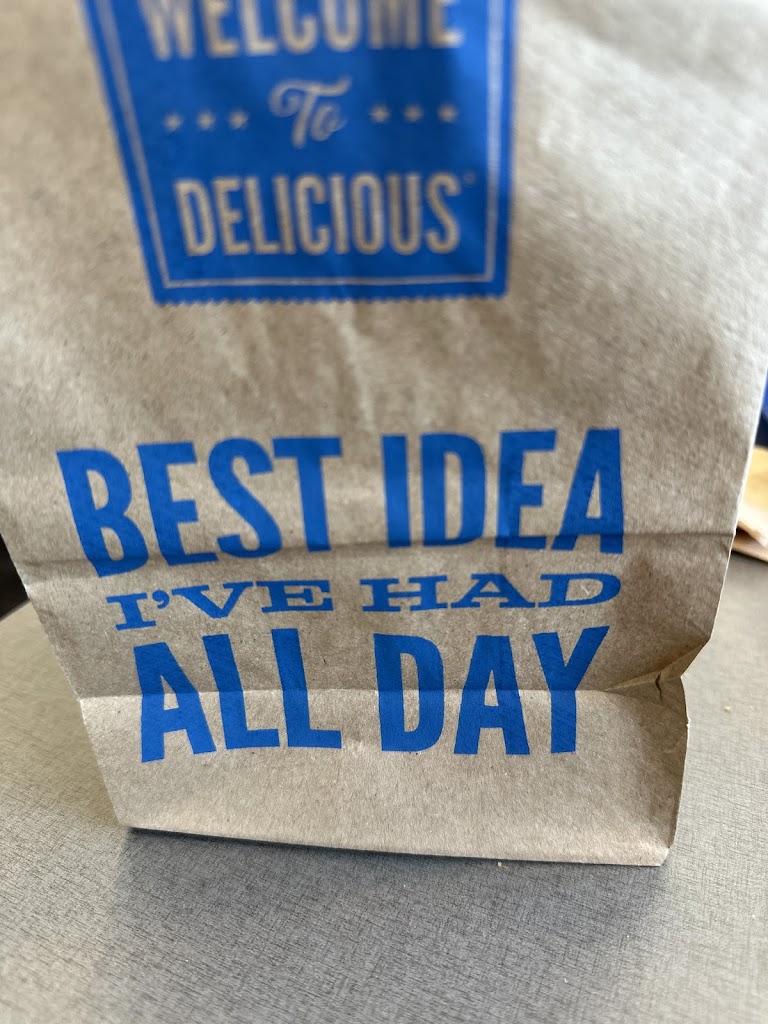 WELCOME
To
DELICIOUS®
BEST IDEA
I'VE HAD
ALL DAY